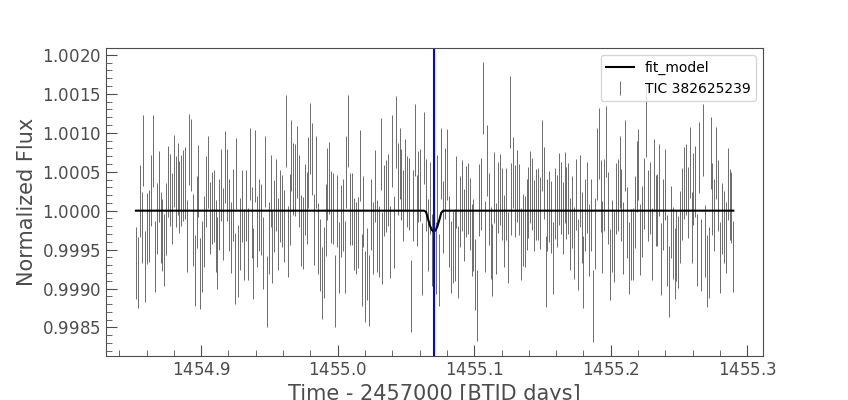 1.0020
1.0015
1.0010
1.0005
1.0000
0.9995
0.9990
0.9985
Normalized Flux
fit_model
TIC 382625239
1454.9 1455.0 1455.1 1455.2 1455.3
Time - 2457000 [BTJD days]